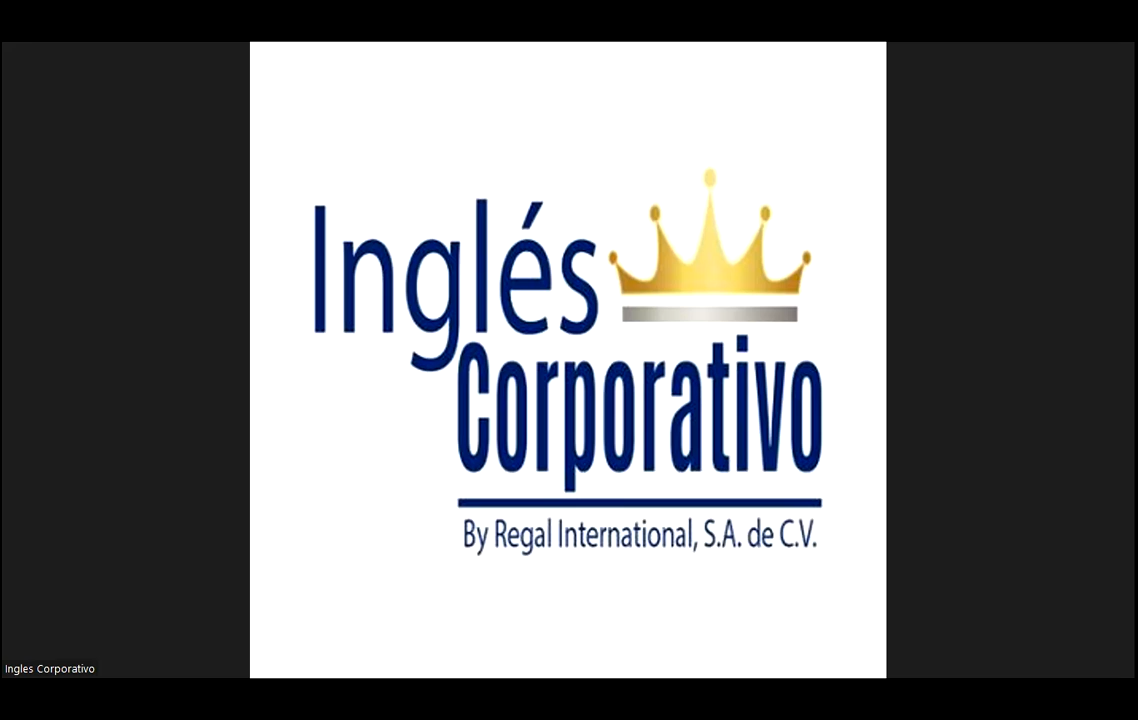 Inglés
Corporativo
By Regal International, S.A. de C.V.
Ingles Corporativo